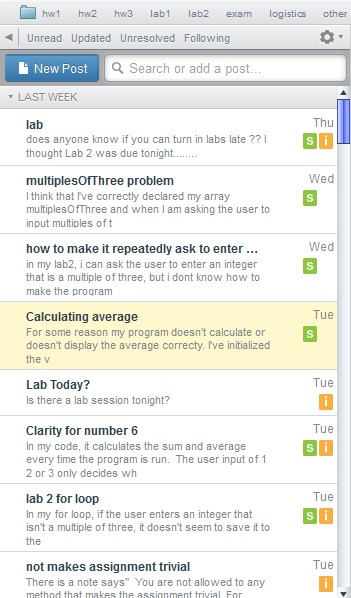 hw1 hw2 hw3 lab1 lab2 exam logistics other
Unread Updated Unresolved Following
New Post Search or add a post…
LAST WEEK
lab Thu
does anyone know if you can turn in labs late ?? I S i
thought Lab 2 was due tonight........
multiplesOfThree problem Wed
I think that I've correctly declared my array S
multiplesOfThree and when I am asking the user to
input multiples of t
how to make it repeatedly ask to enter … Wed
in my lab2, i can ask the user to enter an integer S
that is a multiple of three, but i dont know how to
make the program
Calculating average Tue
For some reason my program doesn't calculate or S
doesn't display the average correcty. I've initialized
the v
Lab Today? Tue
Is there a lab session tonight? i
Clarity for number 6 Tue
In my code, it calculates the sum and average S i
every time the program is run. The user input of 1
2 or 3 only decides wh
lab 2 for loop Tue
In my for loop, if the user enters an integer that S i
isn't a multiple of three, it doesn't seem to save it to
the
not makes assignment trivial Tue
There is a note says" You are not allowed to any i
method that makes the assignment trivial. For